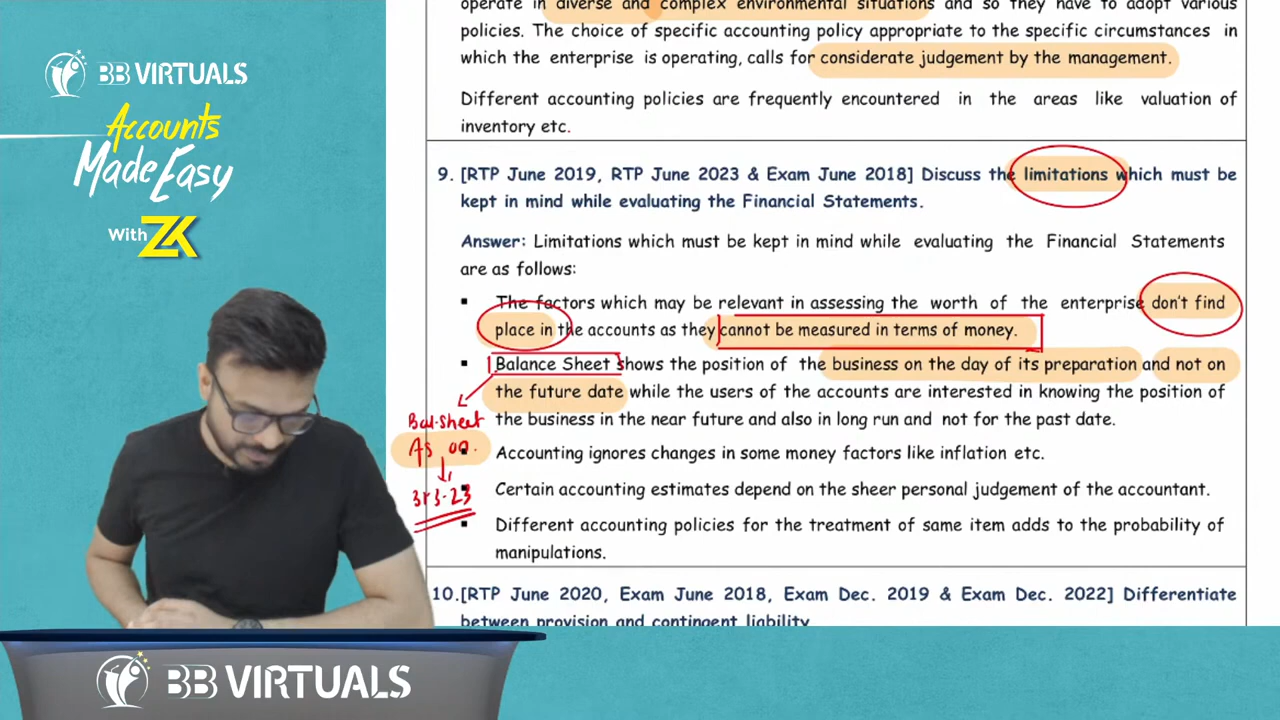 BB VIRTUALS
Accounts
Made Easy
With ZK
operate in diverse and complex environmental situations and so they have to adopt various
policies. The choice of specific accounting policy appropriate to the specific circumstances in
which the enterprise is operating, calls for considerate judgement by the management.
Different accounting policies are frequently encountered in the areas like valuation of
inventory etc.
9. [RTP June 2019, RTP June 2023 & Exam June 2018] Discuss the limitations which must be
kept in mind while evaluating the Financial Statements.
Answer: Limitations which must be kept in mind while evaluating the Financial Statements
are as follows:
▪ The factors which may be relevant in assessing the worth of the enterprise don't find
place in the accounts as they cannot be measured in terms of money.
▪ Balance Sheet shows the position of the business on the day of its preparation and not on
the future date while the users of the accounts are interested in knowing the position of
the business in the near future and also in long run and not for the past date.
Bal.Sheet
As on.
31-3-23
▪ Accounting ignores changes in some money factors like inflation etc.
▪ Certain accounting estimates depend on the sheer personal judgement of the accountant.
▪ Different accounting policies for the treatment of same item adds to the probability of
manipulations.
10.[RTP June 2020, Exam June 2018, Exam Dec. 2019 & Exam Dec. 2022] Differentiate
between provision and contingent liability
BB VIRTUALS